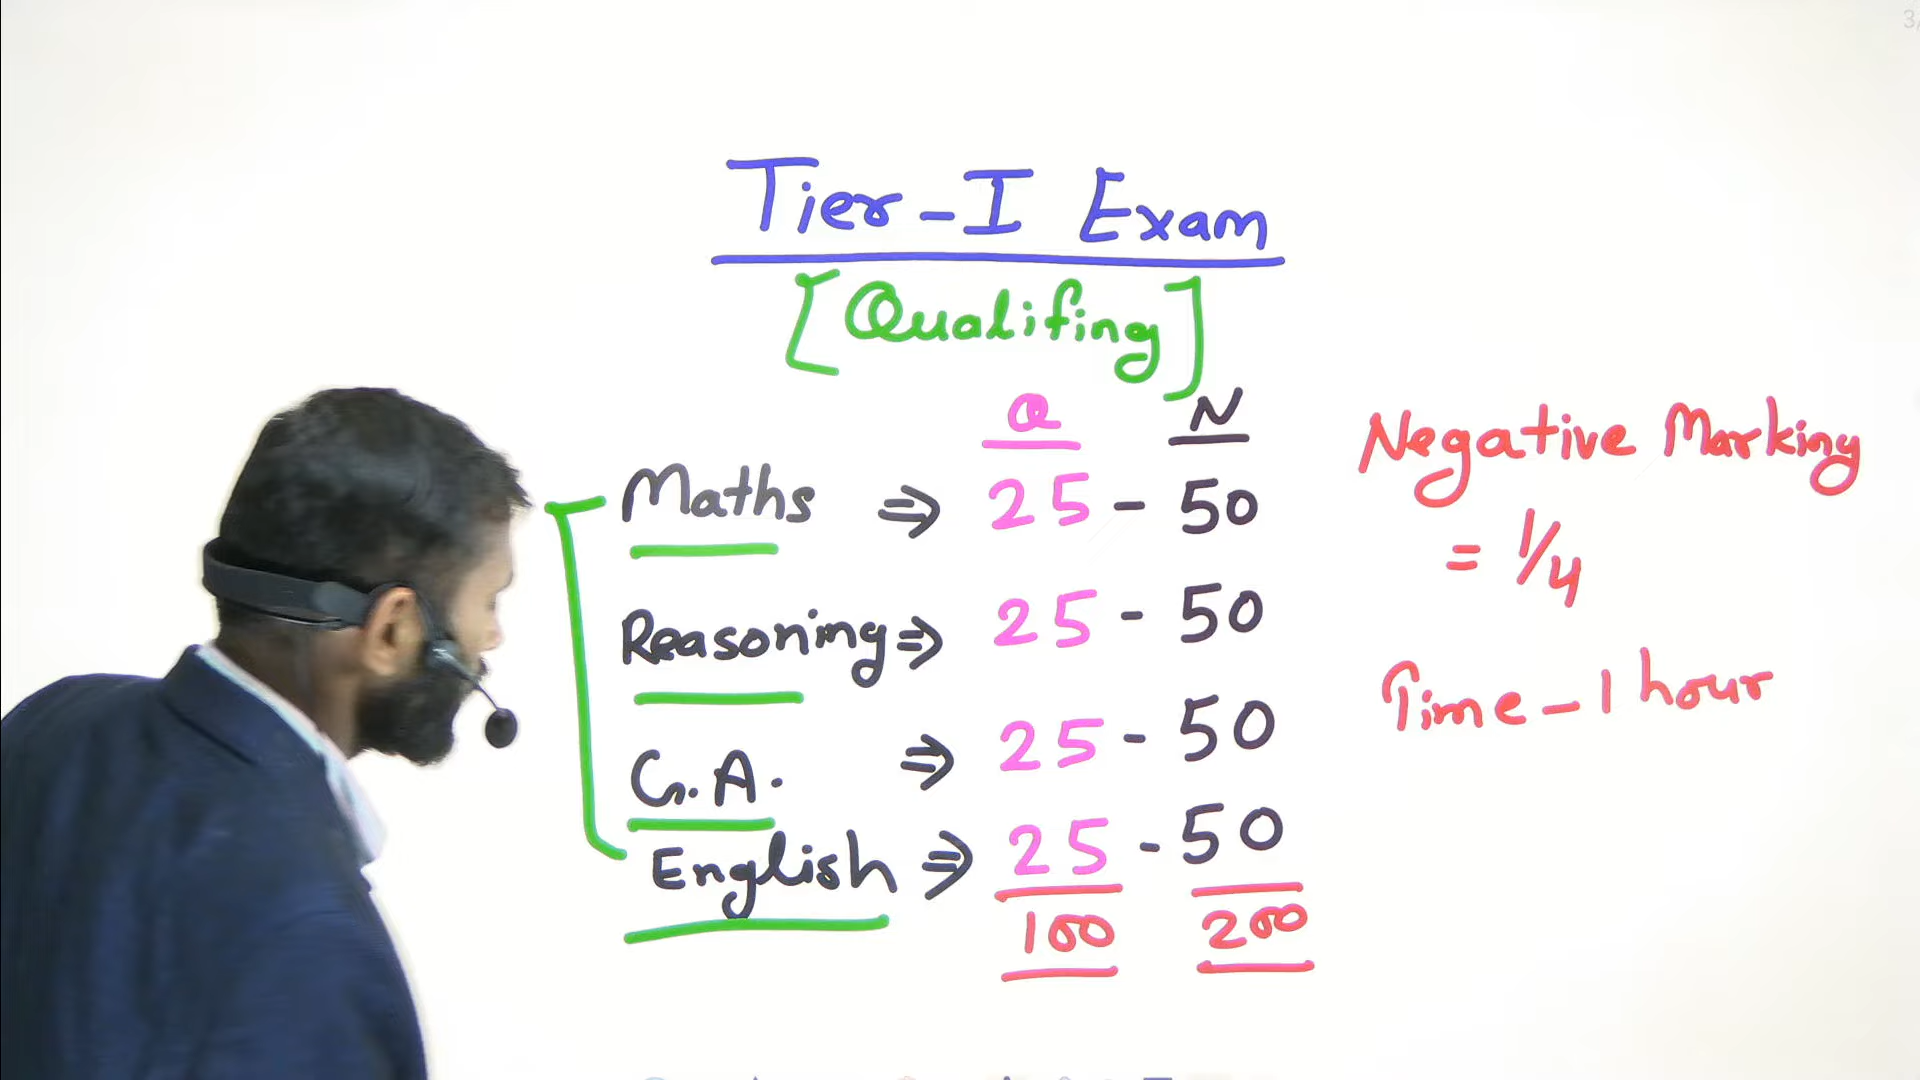 Tier-I Exam
[Qualifing]
Q N
Maths ⇒ 25 - 50
Reasoning ⇒ 25 - 50
G.A. ⇒ 25 - 50
English ⇒ 25 - 50
100 200
Negative Marking
= 1/4
Time - 1 hour